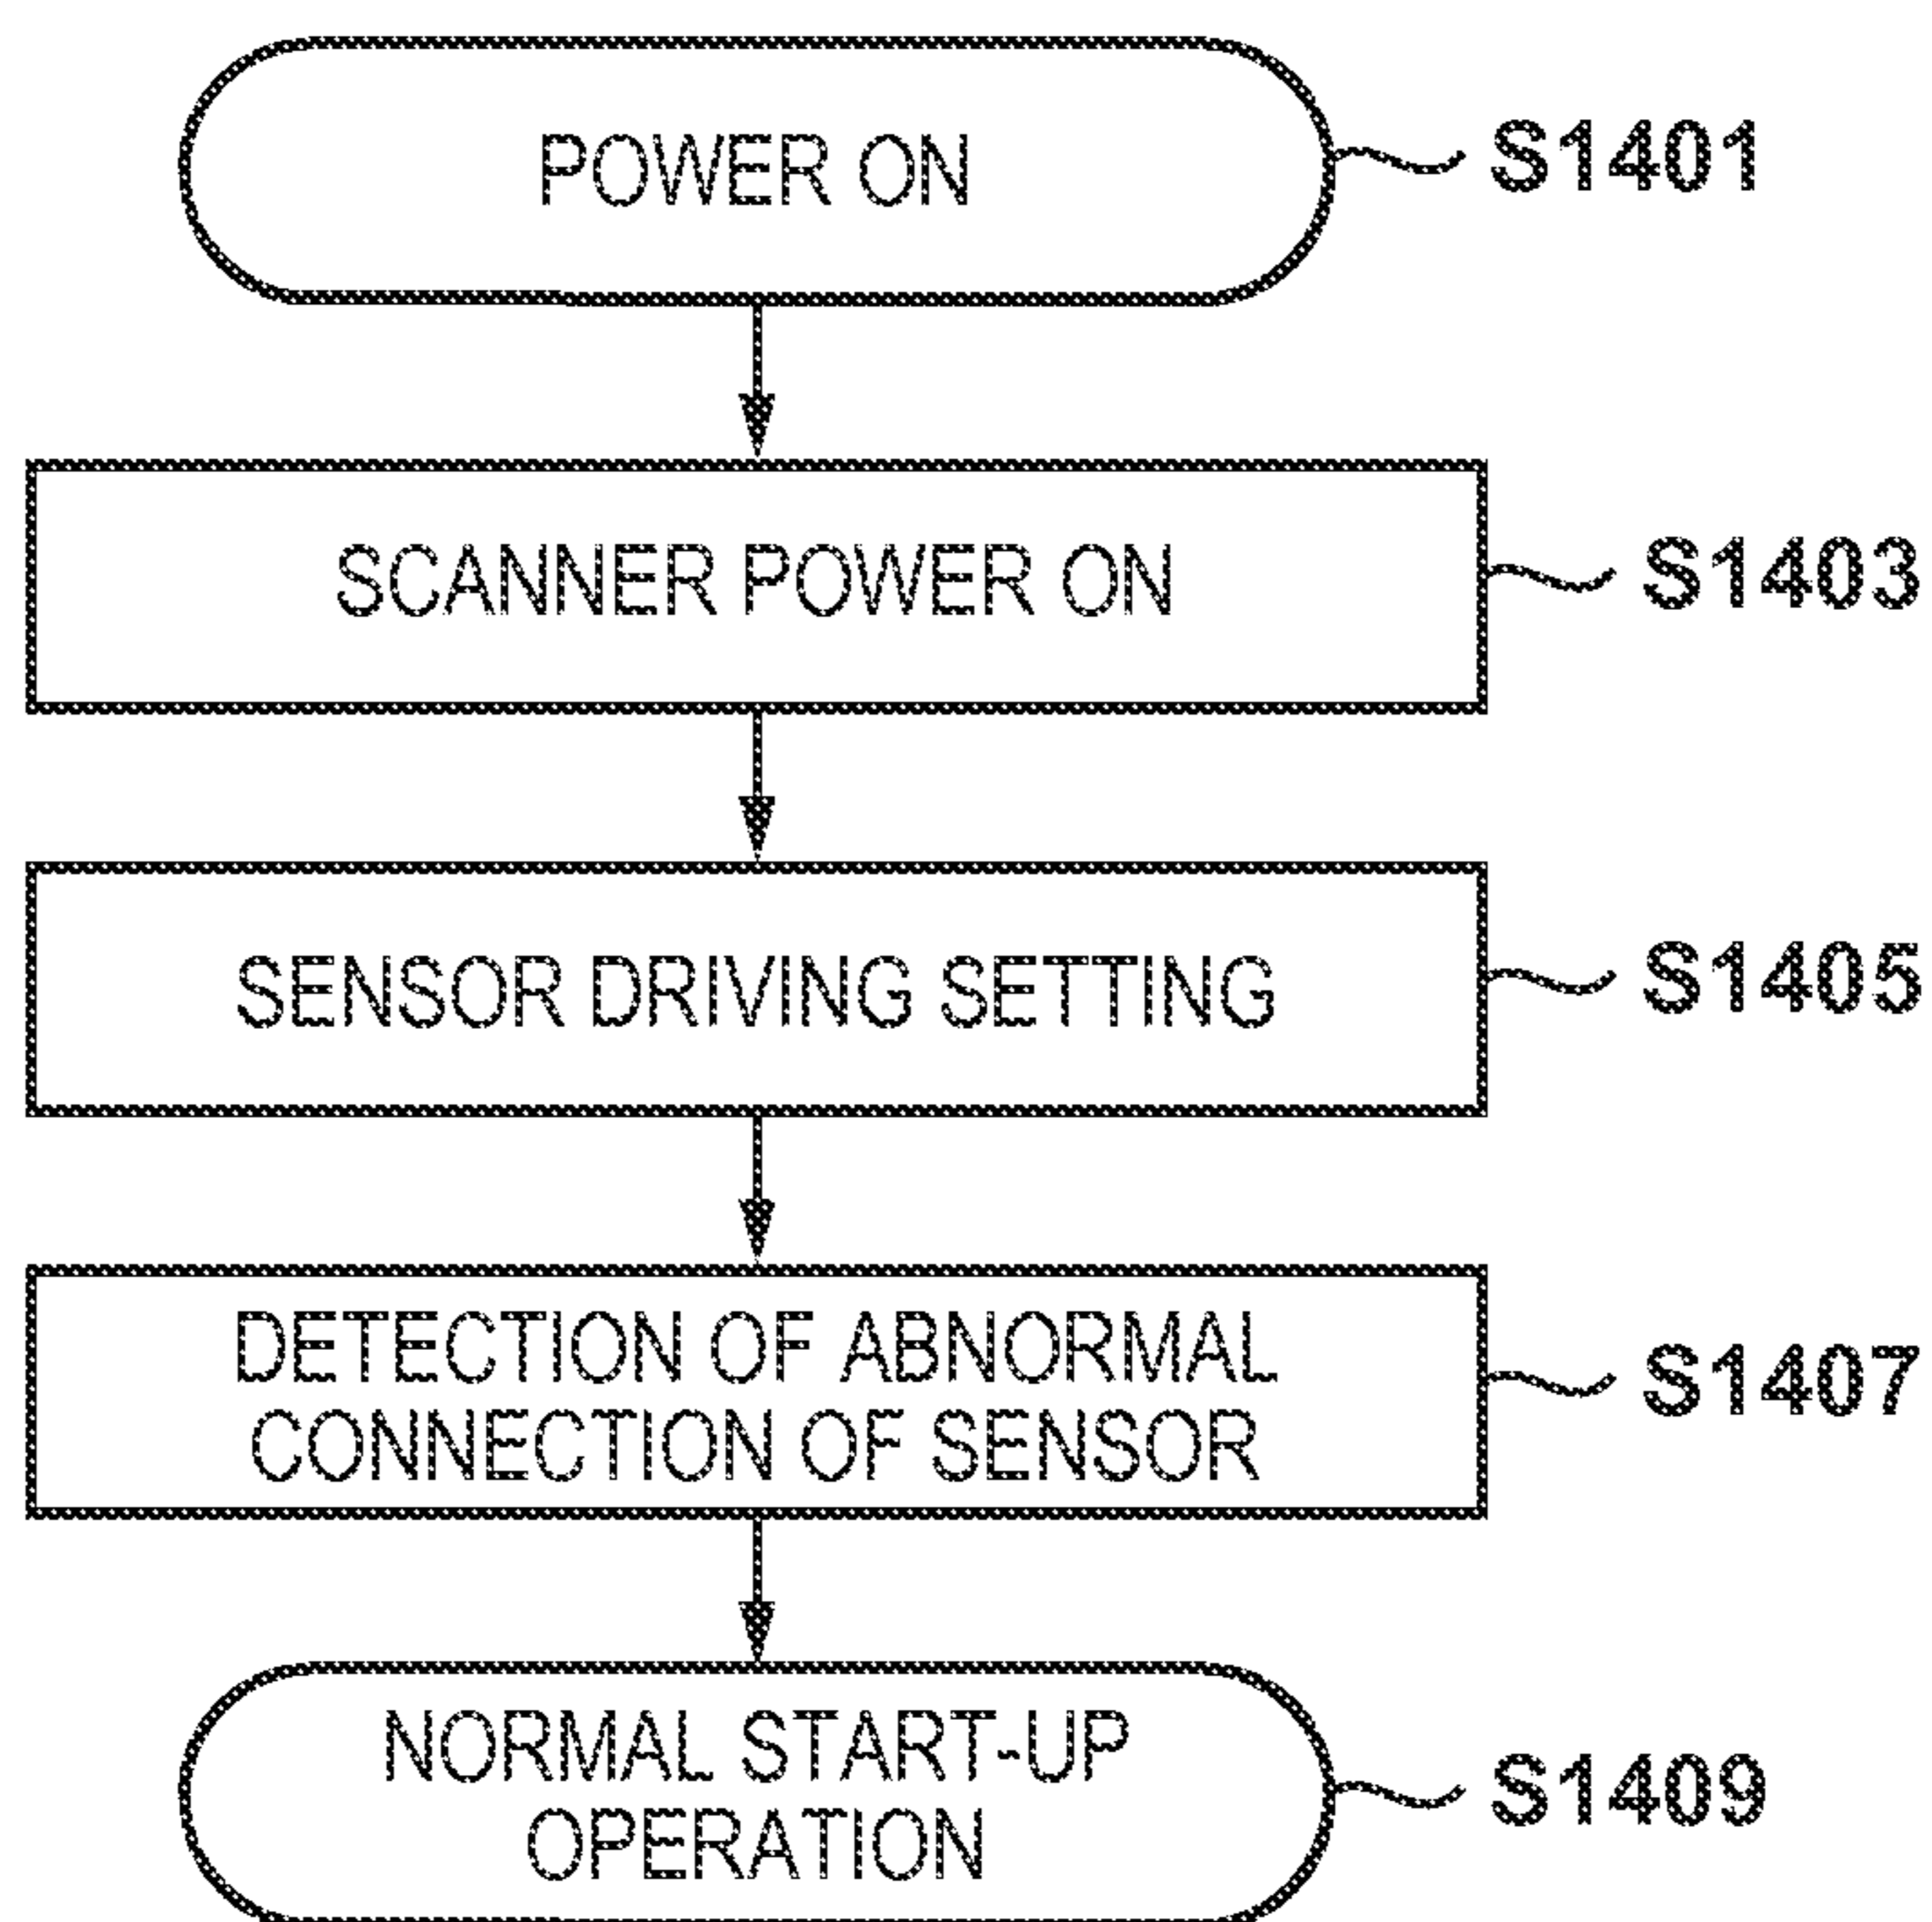 POWER ON
S1401
SCANNER POWER ON
S1403
SENSOR DRIVING SETTING
S1405
DETECTION OF ABNORMAL
CONNECTION OF SENSOR
S1407
NORMAL START-UP
OPERATION
S1409